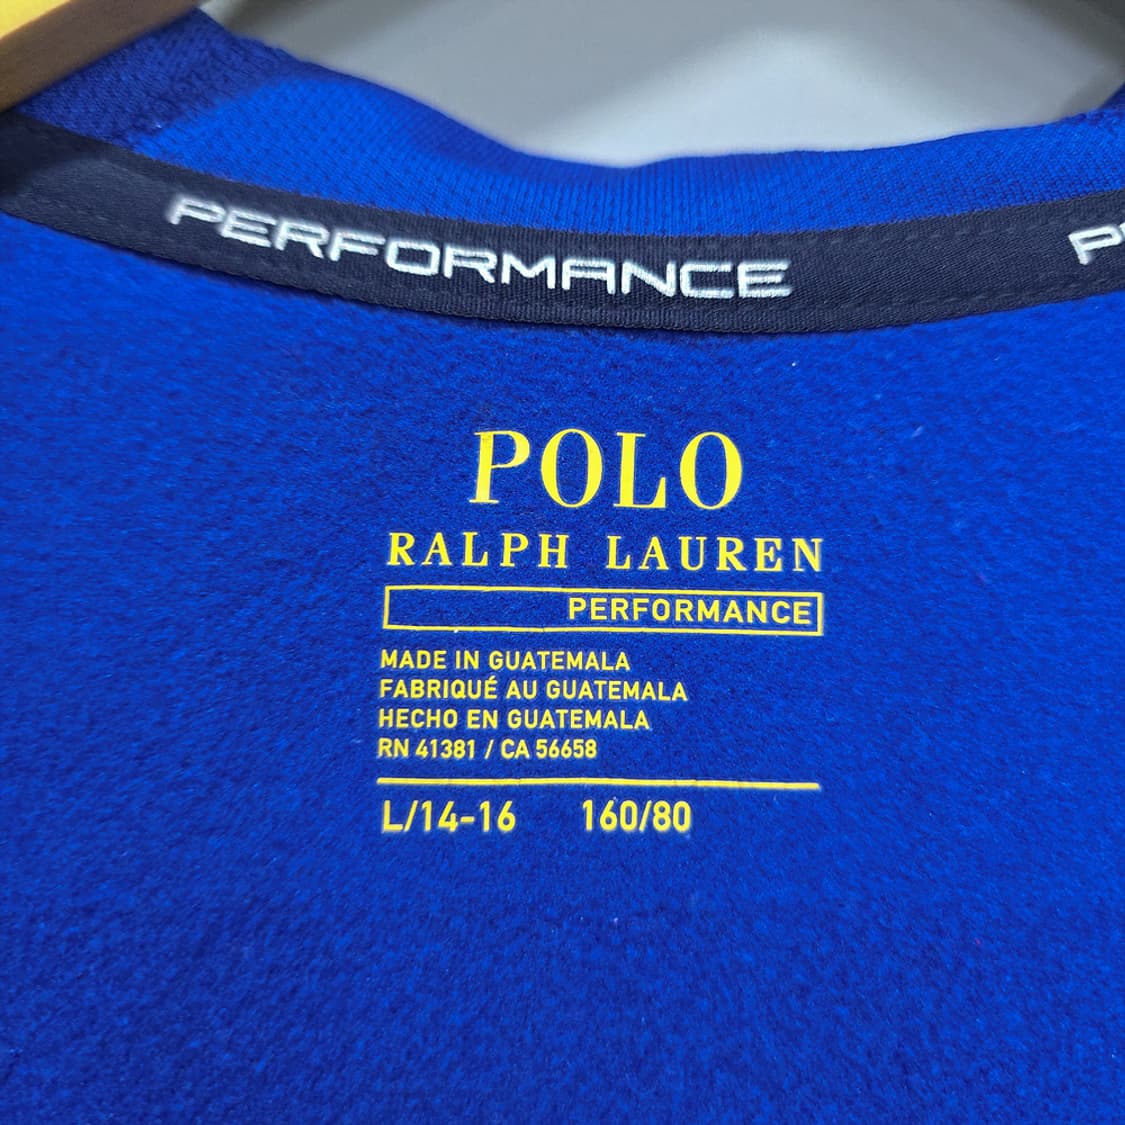 PERFORMANCE
POLO
RALPH LAUREN
PERFORMANCE
MADE IN GUATEMALA
FABRIQUÉ AU GUATEMALA
HECHO EN GUATEMALA
RN 41381 / CA 56658
L/14-16 160/80